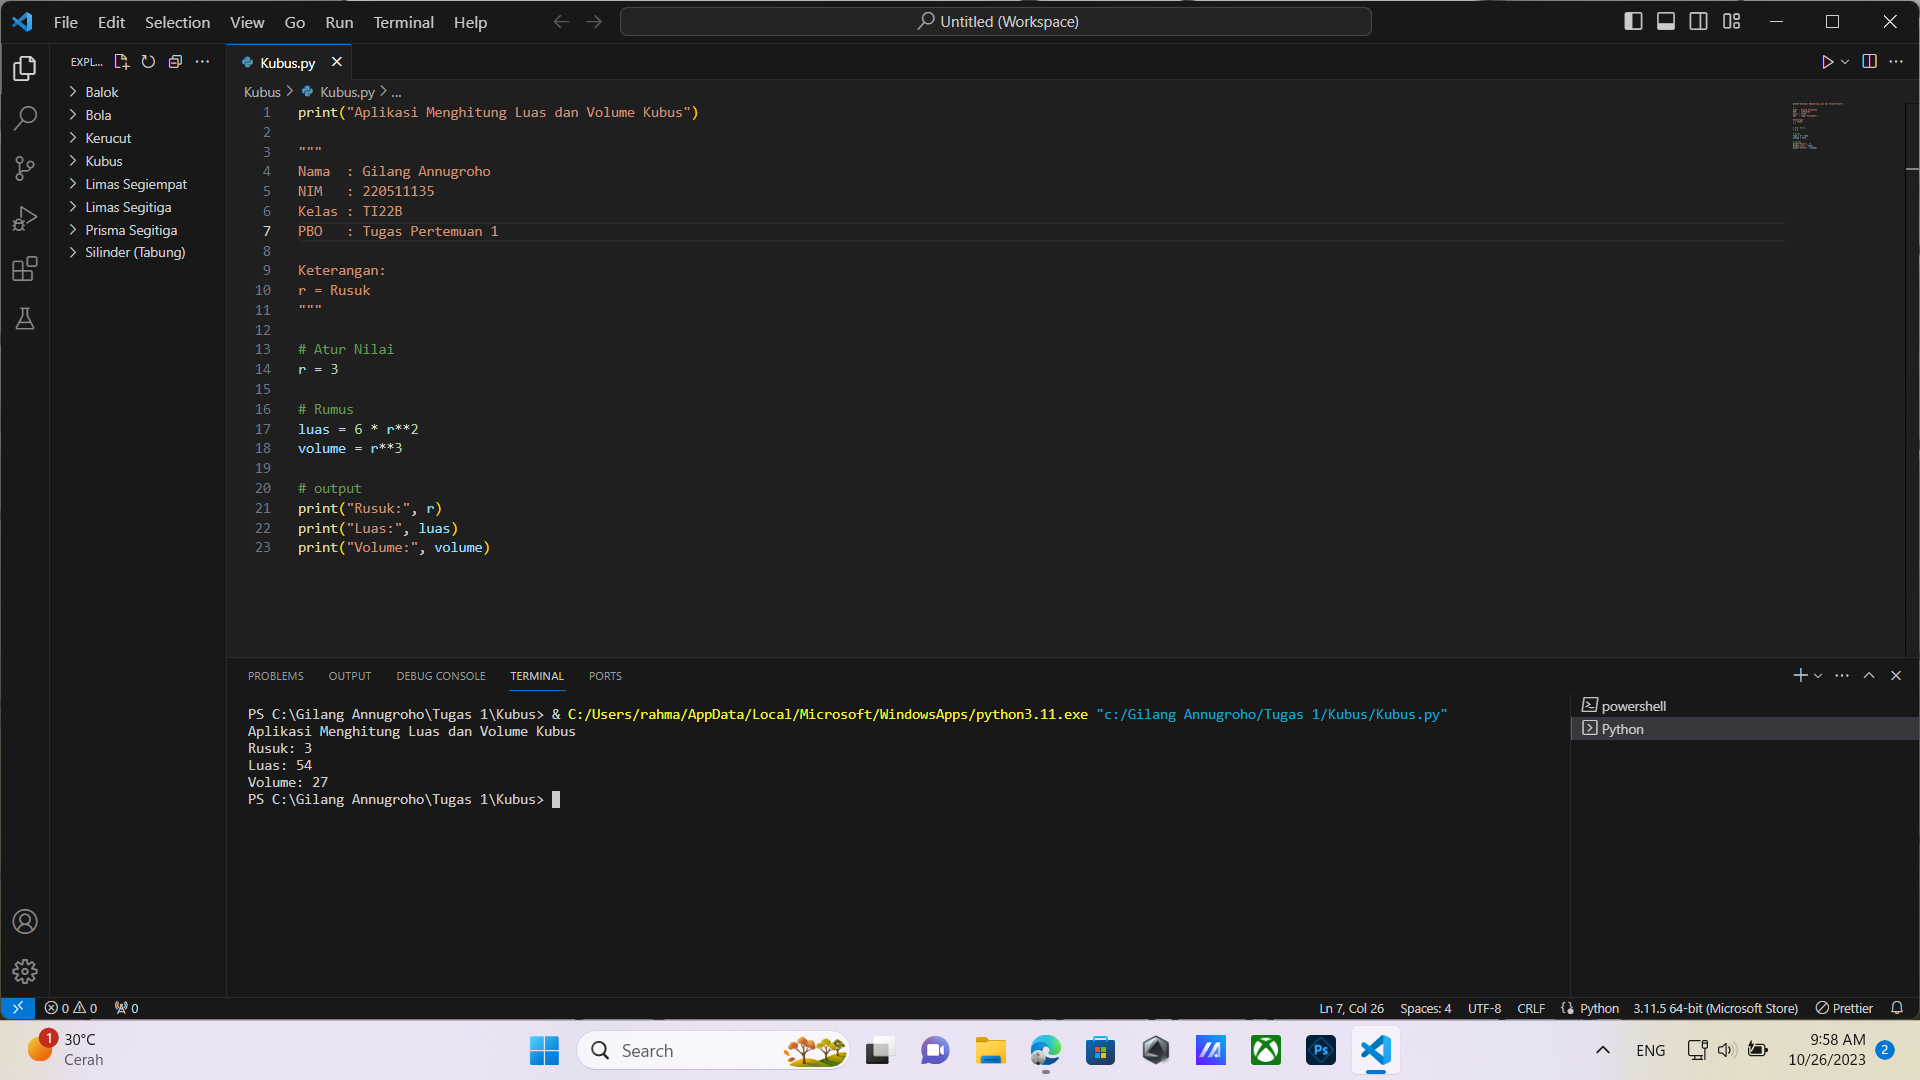 File Edit Selection View Go Run Terminal Help
Untitled (Workspace)
EXPL...
Balok
Bola
Kerucut
Kubus
Limas Segiempat
Limas Segitiga
Prisma Segitiga
Silinder (Tabung)
Kubus.py
Kubus > Kubus.py > ...
1 print("Aplikasi Menghitung Luas dan Volume Kubus")
2
3 """
4 Nama  : Gilang Annugroho
5 NIM   : 220511135
6 Kelas : TI22B
7 PBO   : Tugas Pertemuan 1
8
9 Keterangan:
10 r = Rusuk
11 """
12
13 # Atur Nilai
14 r = 3
15
16 # Rumus
17 luas = 6 * r**2
18 volume = r**3
19
20 # output
21 print("Rusuk:", r)
22 print("Luas:", luas)
23 print("Volume:", volume)
PROBLEMS OUTPUT DEBUG CONSOLE TERMINAL PORTS
PS C:\Gilang Annugroho\Tugas 1\Kubus> & C:/Users/rahma/AppData/Local/Microsoft/WindowsApps/python3.11.exe "c:/Gilang Annugroho/Tugas 1/Kubus/Kubus.py"
Aplikasi Menghitung Luas dan Volume Kubus
Rusuk: 3
Luas: 54
Volume: 27
PS C:\Gilang Annugroho\Tugas 1\Kubus>
powershell
Python
0 0 0
Ln 7, Col 26 Spaces: 4 UTF-8 CRLF Python 3.11.5 64-bit (Microsoft Store) Prettier
1
30°C
Cerah
Search
Ps
ENG
9:58 AM
10/26/2023
2